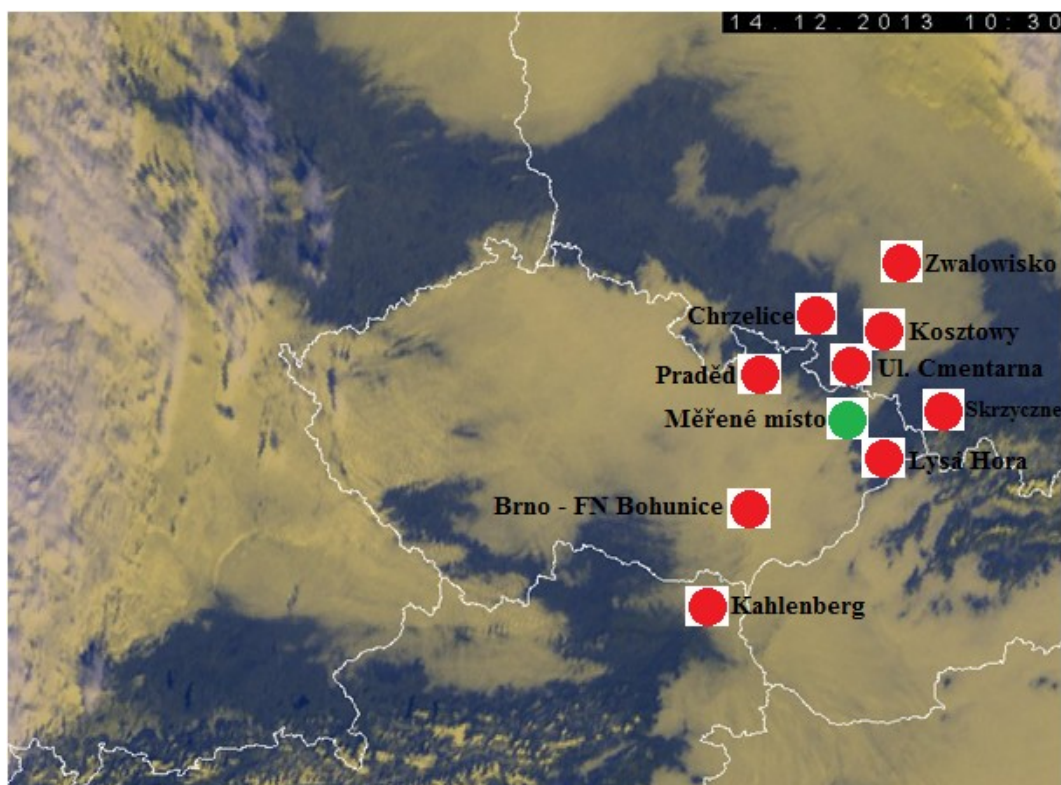 14.12.2013 10:30
Zwalowisko
Chrzelice
Kosztowy
Ul. Cmentarna
Praděd
Skrzyczne
Měřené místo
Lysá Hora
Brno - FN Bohunice
Kahlenberg